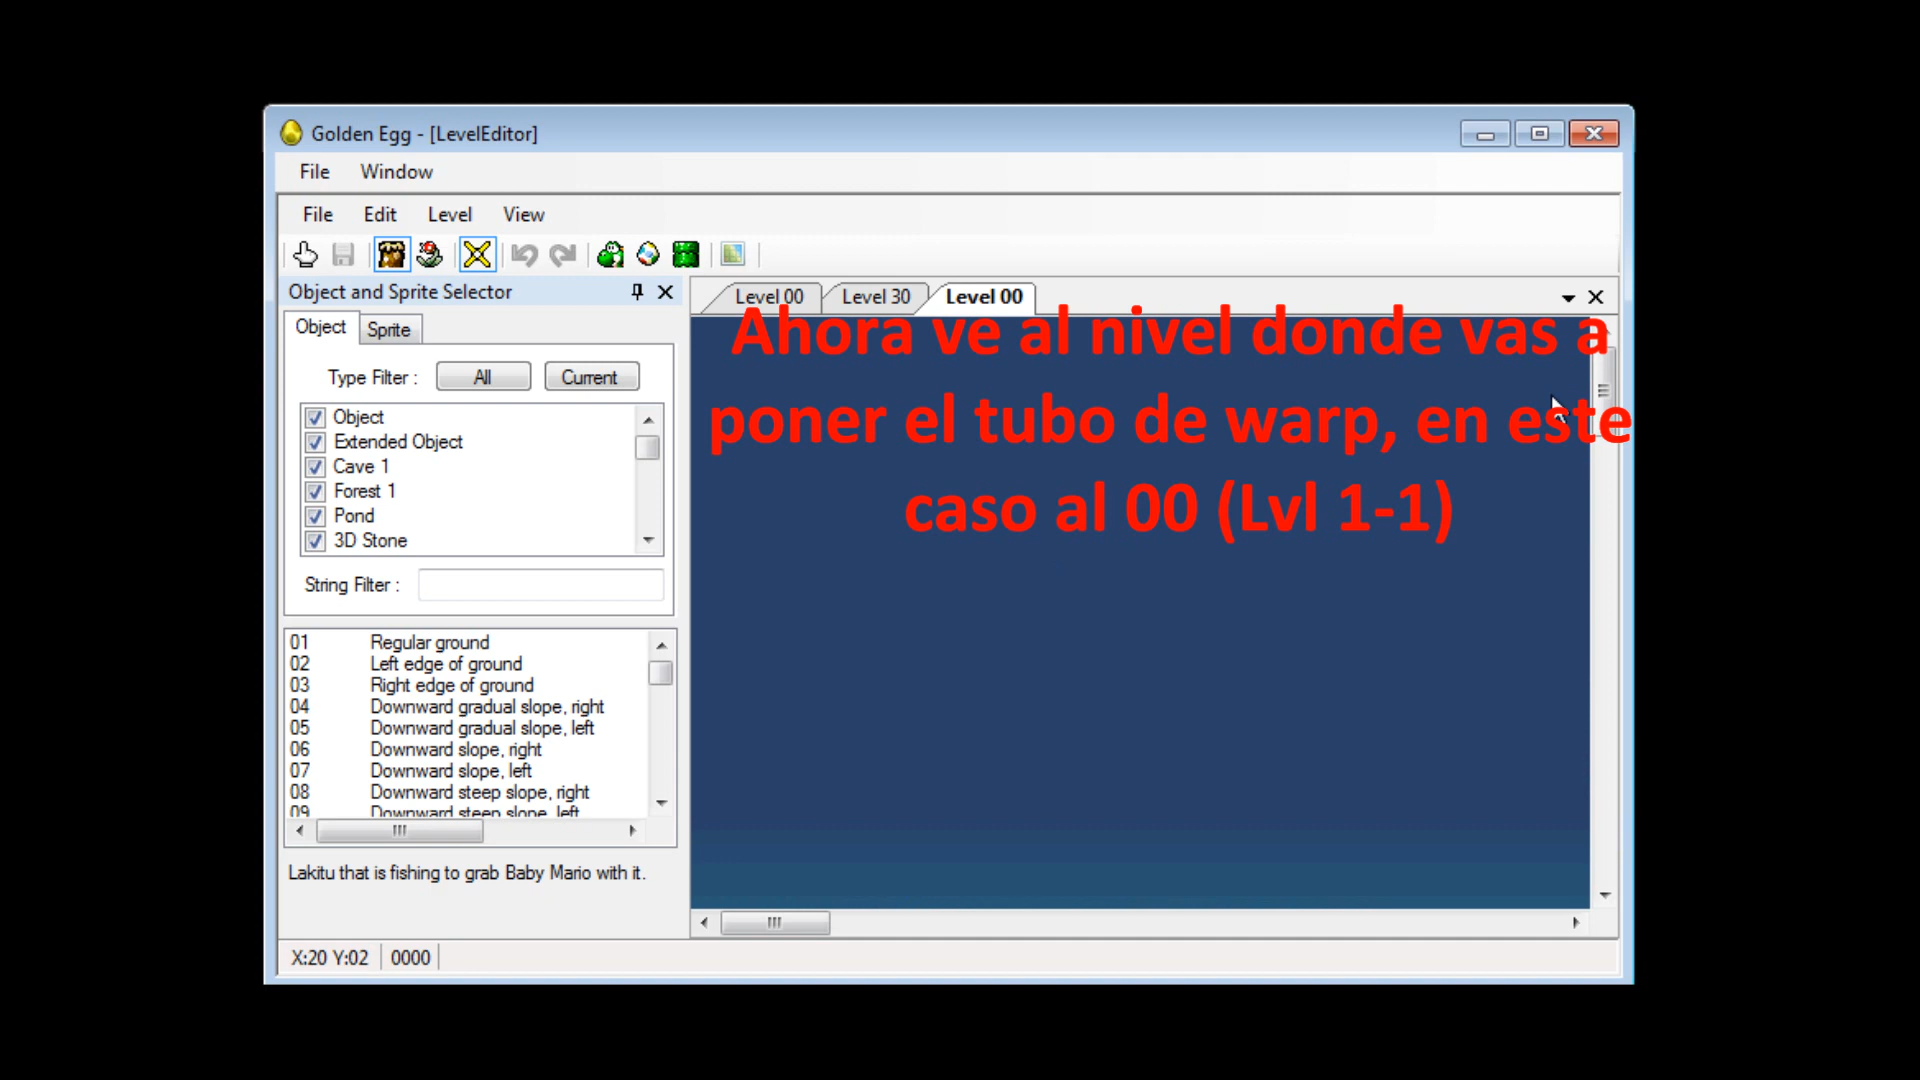 Golden Egg - [LevelEditor]
File Window
File Edit Level View
Object and Sprite Selector
Level 00 Level 30 Level 00
Object Sprite
Ahora ve al nivel donde vas a
poner el tubo de warp, en este
caso al 00 (Lvl 1-1)
Type Filter : All Current
Object
Extended Object
Cave 1
Forest 1
Pond
3D Stone
String Filter :
01 Regular ground
02 Left edge of ground
03 Right edge of ground
04 Downward gradual slope, right
05 Downward gradual slope, left
06 Downward slope, right
07 Downward slope, left
08 Downward steep slope, right
09 Downward steep slope, left
Lakitu that is fishing to grab Baby Mario with it.
X:20 Y:02 0000